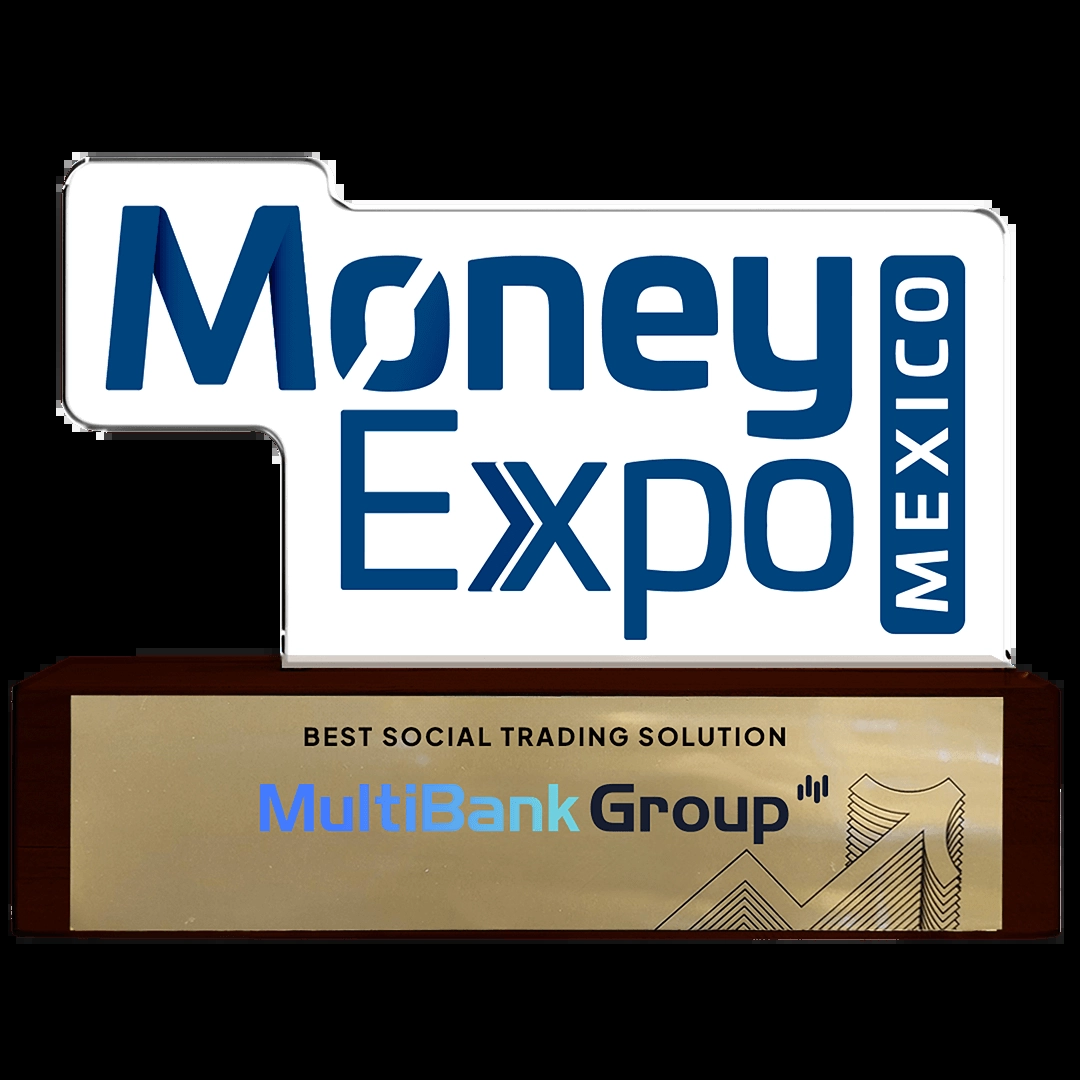 Money
Expo
MEXICO
BEST SOCIAL TRADING SOLUTION
MultiBank Group